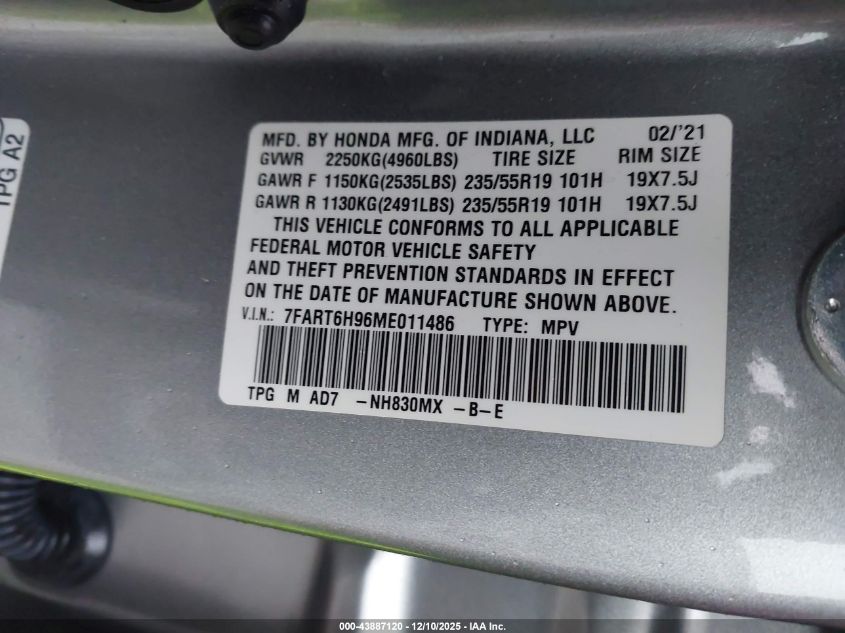 MFD. BY HONDA MFG. OF INDIANA, LLC 02/'21
GVWR 2250KG(4960LBS) TIRE SIZE RIM SIZE
GAWR F 1150KG(2535LBS) 235/55R19 101H 19X7.5J
GAWR R 1130KG(2491LBS) 235/55R19 101H 19X7.5J
THIS VEHICLE CONFORMS TO ALL APPLICABLE
FEDERAL MOTOR VEHICLE SAFETY
AND THEFT PREVENTION STANDARDS IN EFFECT
ON THE DATE OF MANUFACTURE SHOWN ABOVE.
V.I.N.: 7FART6H96ME011486 TYPE: MPV
TPG M AD7 -NH830MX -B-E
TPG A2
000-43887120 - 12/10/2025 - IAA Inc.